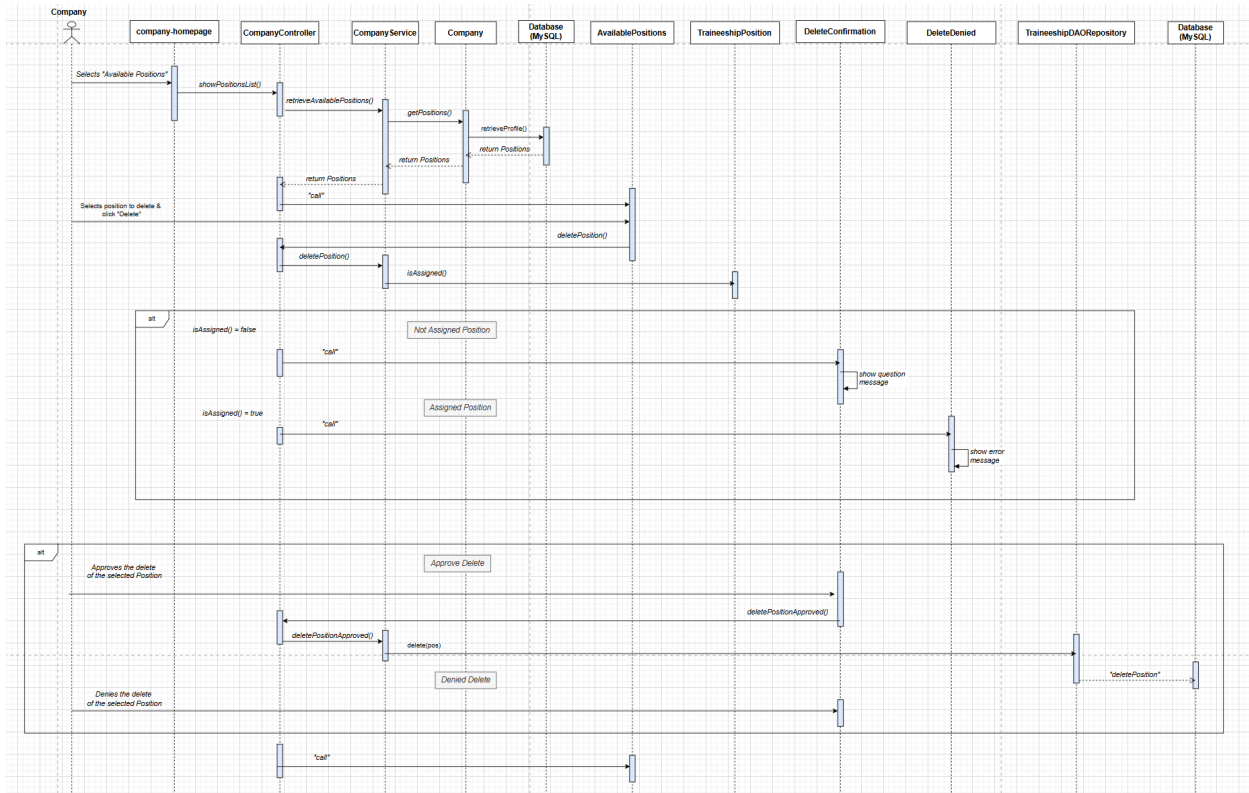 Company
company-homepage
CompanyController
CompanyService
Company
Database
(MySQL)
AvailablePositions
TraineeshipPosition
DeleteConfirmation
DeleteDenied
TraineeshipDAORepository
Database
(MySQL)
Selects "Available Positions"
showPositionsList()
retrieveAvailablePositions()
getPositions()
retrieveProfile()
return Positions
return Positions
return Positions
"call"
Selects position to delete &
click "Delete"
deletePosition()
deletePosition()
isAssigned()
alt
isAssigned() = false
Not Assigned Position
"call"
show question
message
Assigned Position
isAssigned() = true
"call"
show error
message
alt
Approve Delete
Approves the delete
of the selected Position
deletePositionApproved()
deletePositionApproved()
delete(pos)
"deletePosition"
Denied Delete
Denies the delete
of the selected Position
"call"